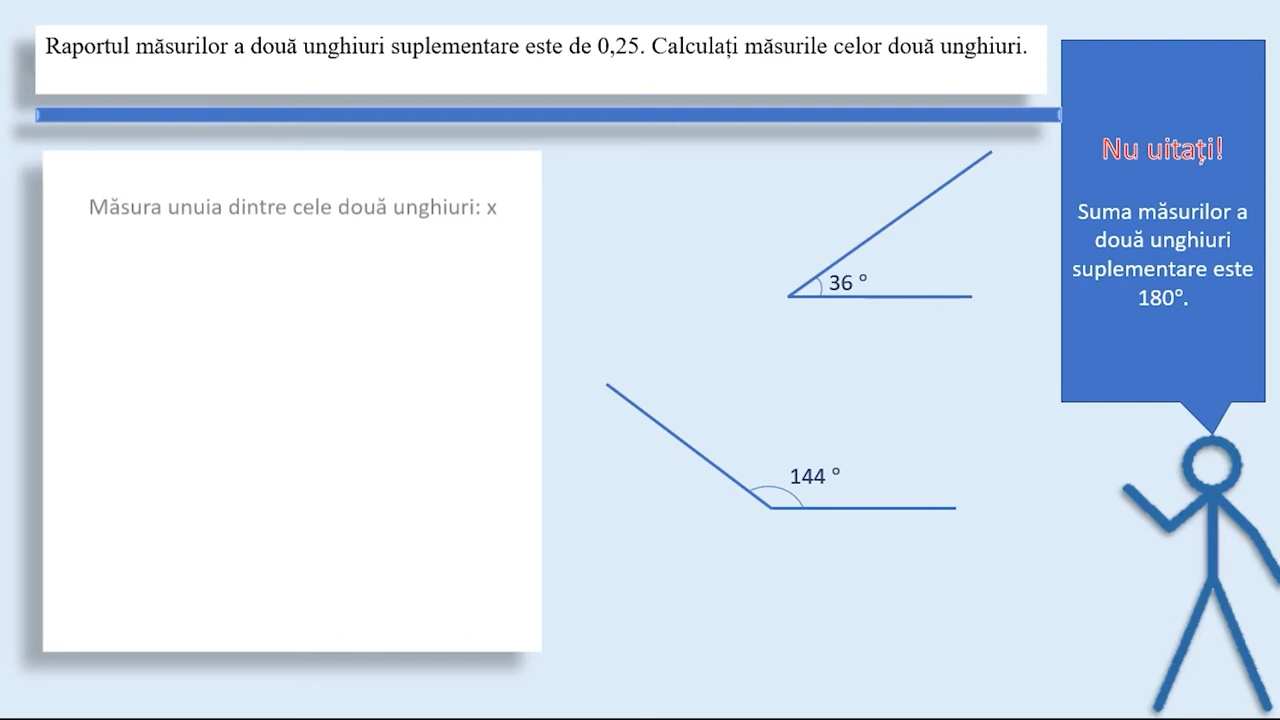 Raportul măsurilor a două unghiuri suplementare este de 0,25. Calculați măsurile celor două unghiuri.
Nu uitați!
Suma măsurilor a
două unghiuri
suplementare este
180°.
Măsura unuia dintre cele două unghiuri: x
36 °
144 °